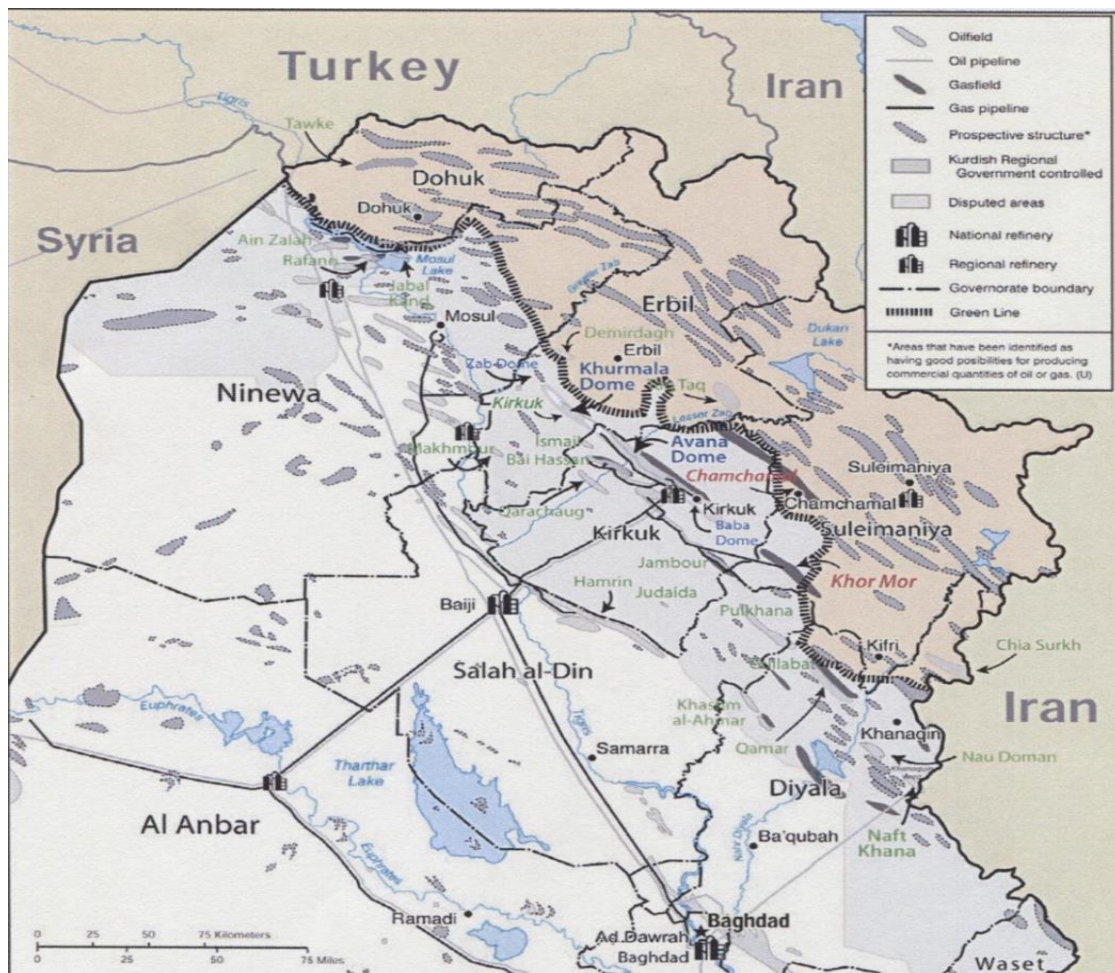 Turkey
Iran
Syria
Iran
Tigris
Tawke
Dohuk
Dohuk
Ain Zalah
Mosul
Lake
Jabal
Kand
Mosul
Greater Zab
Erbil
Demirdagh
Erbil
Dukan
Lake
Zab Dome
Khurmala
Dome
Taq
Kirkuk
Lesser Zab
Ninewa
Ismail
Bai Hassan
Avana
Dome
Suleimaniya
Chamchamal
Kirkuk
Baba
Dome
Qarachaug
Kirkuk
Suleimaniya
Jambour
Khor Mor
Hamrin
Judaida
Pulkhana
Baiji
Kifri
Chia Surkh
Salah al-Din
Euphrates
Tigris
Khashm
al-Ahmar
Khanaqin
Samarra
Qamar
Nau Doman
Tharthar
Lake
Diyala
Al Anbar
Ba'qubah
Naft
Khana
Euphrates
Ramadi
Baghdad
Ad Dawrah
Baghdad
Waset
0 25 50 75 Kilometers
0 25 50 75 Miles
Oilfield
Oil pipeline
Gasfield
Gas pipeline
Prospective structure*
Kurdish Regional
Government controlled
Disputed areas
National refinery
Regional refinery
Governorate boundary
Green Line
*Areas that have been identified as
having good posibilities for producing
commercial quantities of oil or gas. (U)